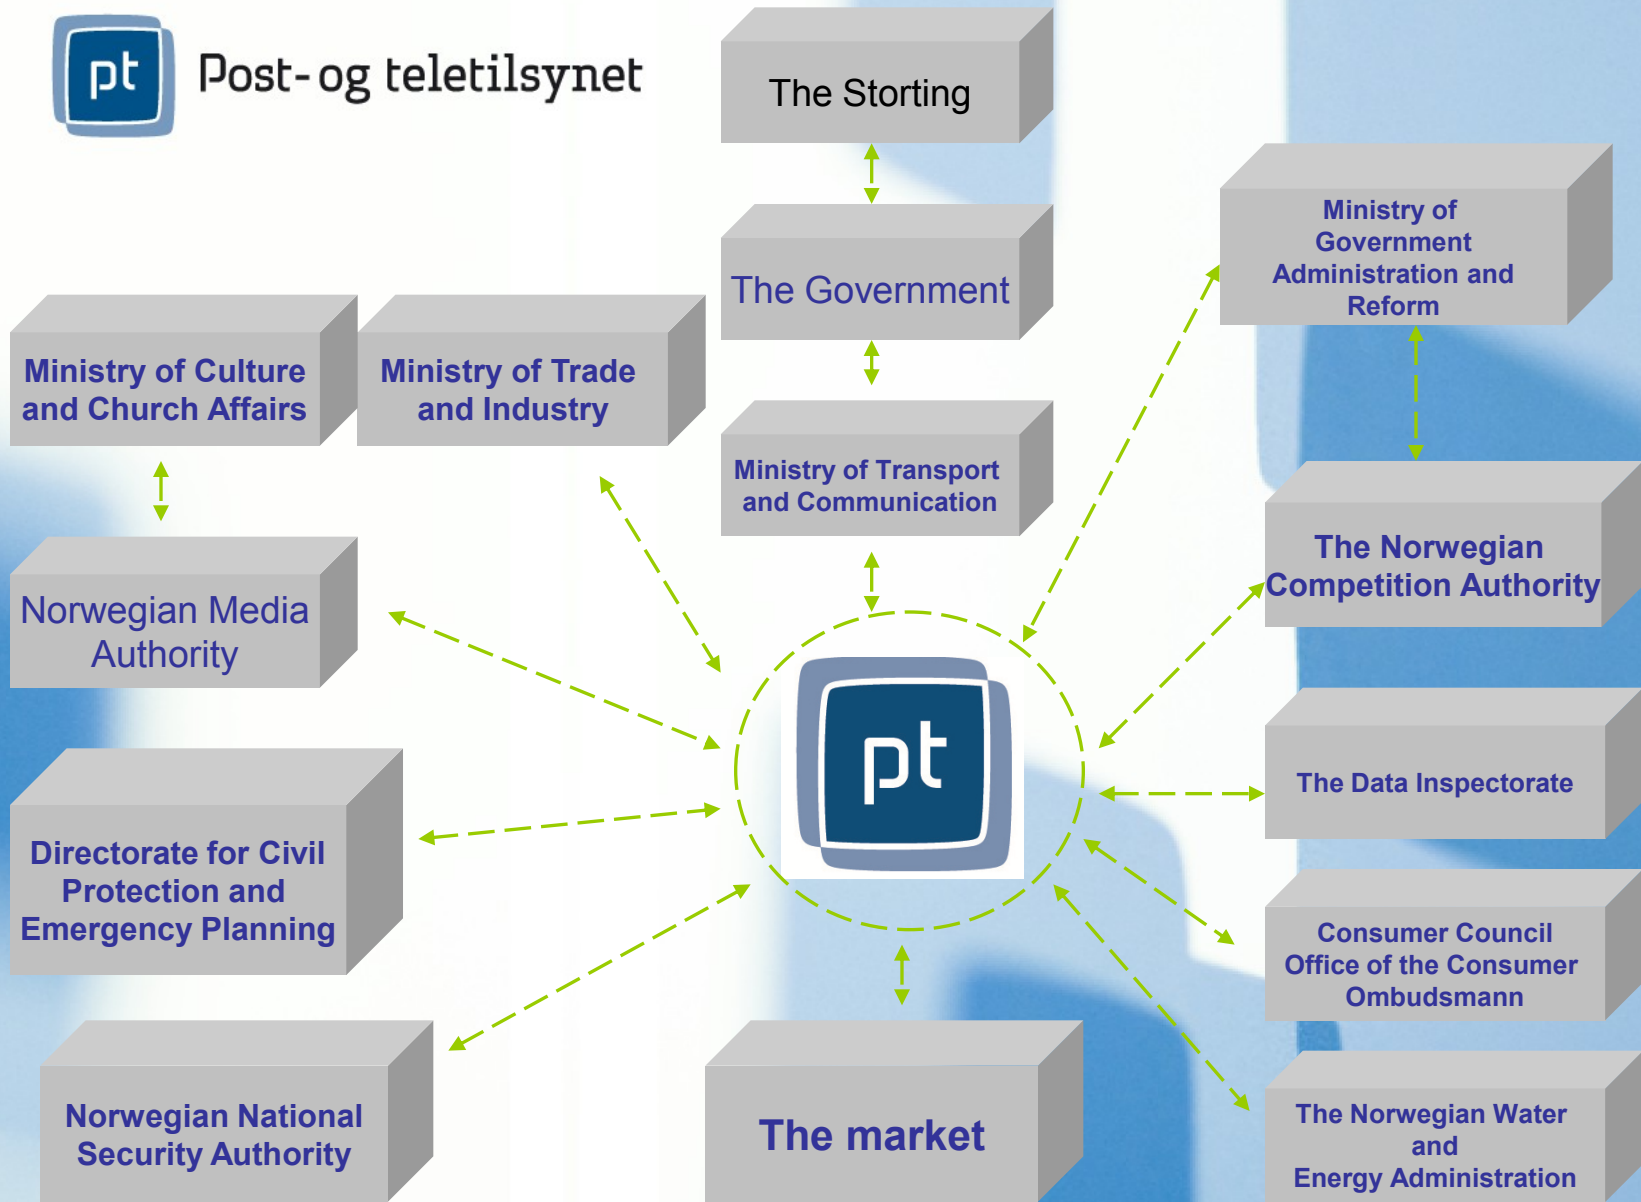 pt Post- og teletilsynet
The Storting
The Government
Ministry of
Government
Administration and
Reform
Ministry of Culture
and Church Affairs
Ministry of Trade
and Industry
Ministry of Transport
and Communication
The Norwegian
Competition Authority
Norwegian Media
Authority
pt
The Data Inspectorate
Directorate for Civil
Protection and
Emergency Planning
Consumer Council
Office of the Consumer
Ombudsmann
Norwegian National
Security Authority
The market
The Norwegian Water
and
Energy Administration